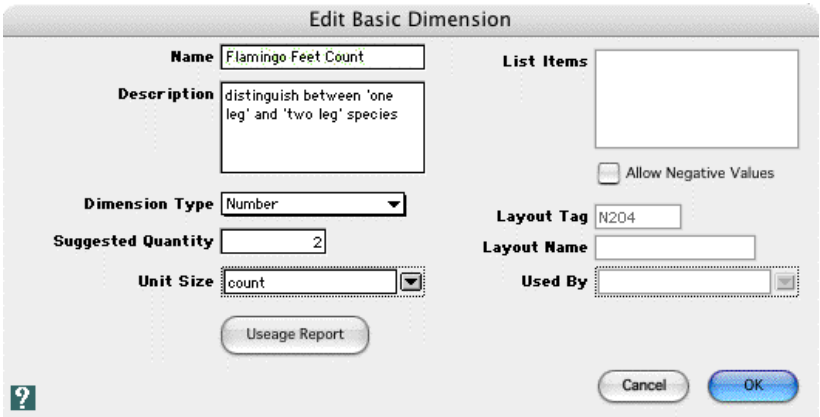 Edit Basic Dimension
Name Flamingo Feet Count
Description distinguish between 'one
leg' and 'two leg' species
Dimension Type Number
Suggested Quantity 2
Unit Size count
Useage Report
List Items
Allow Negative Values
Layout Tag N204
Layout Name
Used By
?
Cancel OK